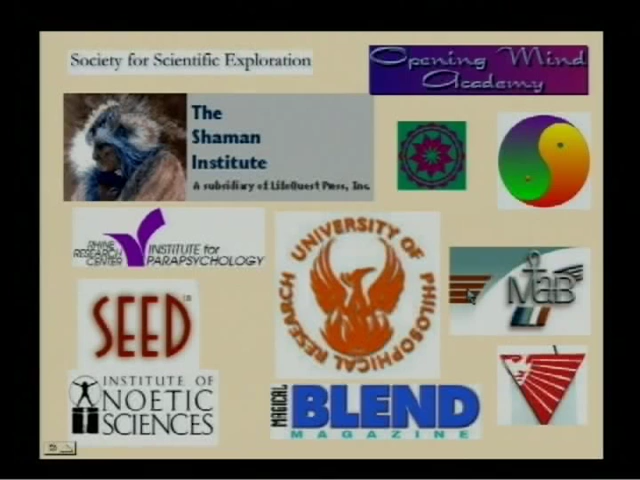 Society for Scientific Exploration
Opening Mind
Academy
The
Shaman
Institute
A subsidiary of LifeQuest Press, Inc.
RHINE
RESEARCH
CENTER
INSTITUTE for
PARAPSYCHOLOGY
UNIVERSITY OF PHILOSOPHICAL RESEARCH
MaB
SEED
INSTITUTE OF
NOETIC
SCIENCES
MAGICAL
BLEND
MAGAZINE